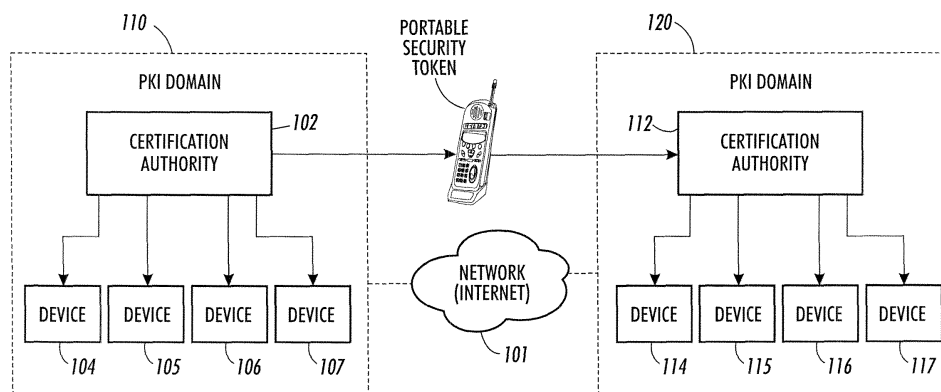 110
PKI DOMAIN
CERTIFICATION
AUTHORITY
102
DEVICE
DEVICE
DEVICE
DEVICE
104
105
106
107
PORTABLE
SECURITY
TOKEN
NETWORK
(INTERNET)
101
120
PKI DOMAIN
112
CERTIFICATION
AUTHORITY
DEVICE
DEVICE
DEVICE
DEVICE
114
115
116
117